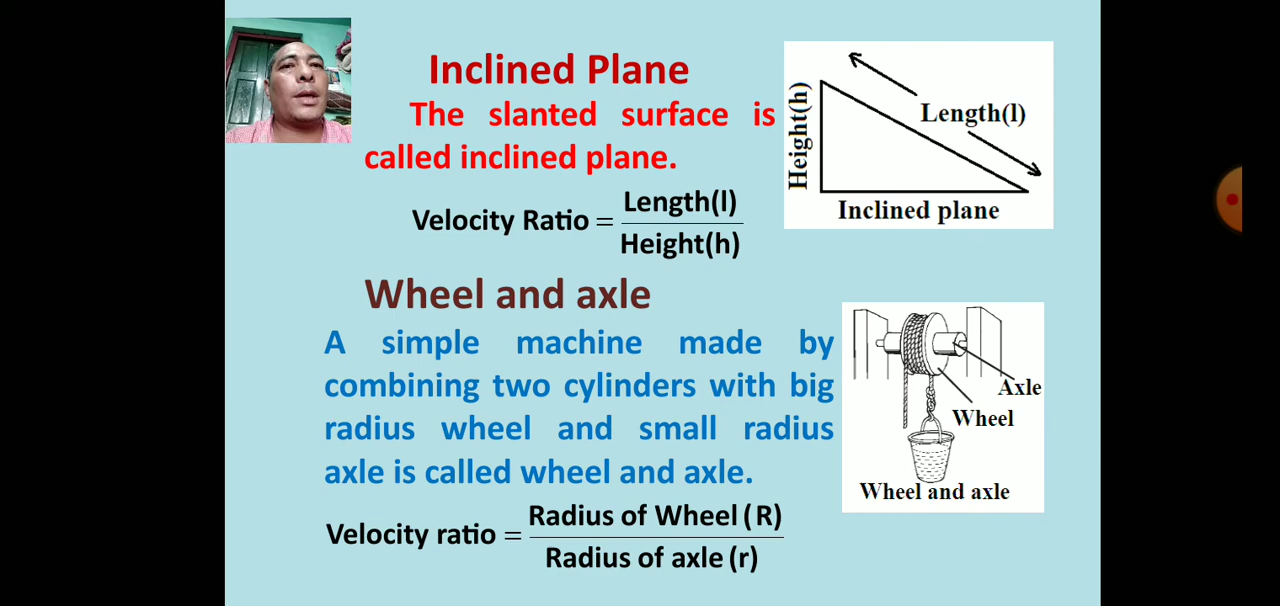 Inclined Plane
The slanted surface is
called inclined plane.
Velocity Ratio = Length(l)
Height(h)
Height(h)
Length(l)
Inclined plane
Wheel and axle
A simple machine made by
combining two cylinders with big
radius wheel and small radius
axle is called wheel and axle.
Velocity ratio = Radius of Wheel (R)
Radius of axle (r)
Axle
Wheel
Wheel and axle